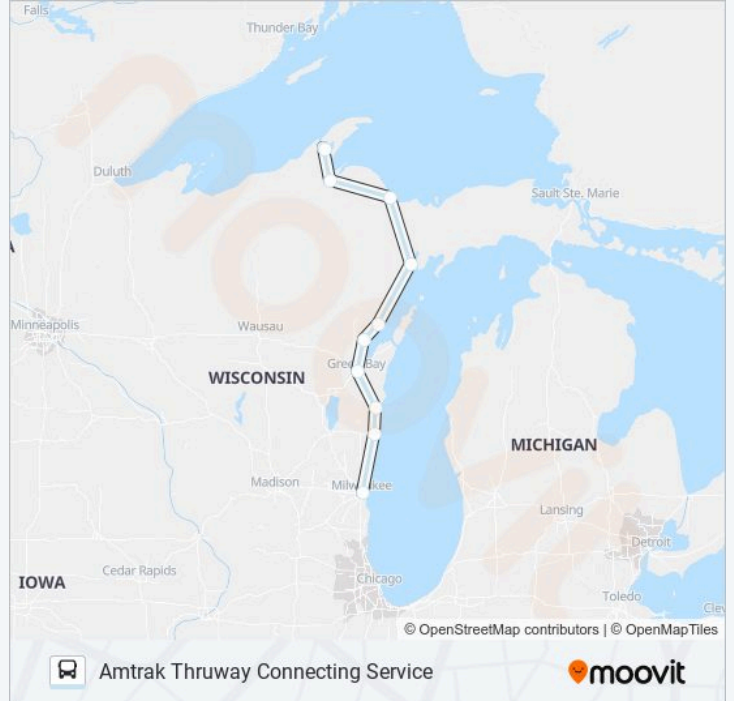 Falls
Thunder Bay
Duluth
Sault Ste. Marie
A
Minneapolis
Wausau
Green Bay
WISCONSIN
MICHIGAN
Madison
Milwaukee
Lansing
Detroit
Cedar Rapids
Chicago
IOWA
Toledo
Clev
© OpenStreetMap contributors | © OpenMapTiles
Amtrak Thruway Connecting Service
moovit